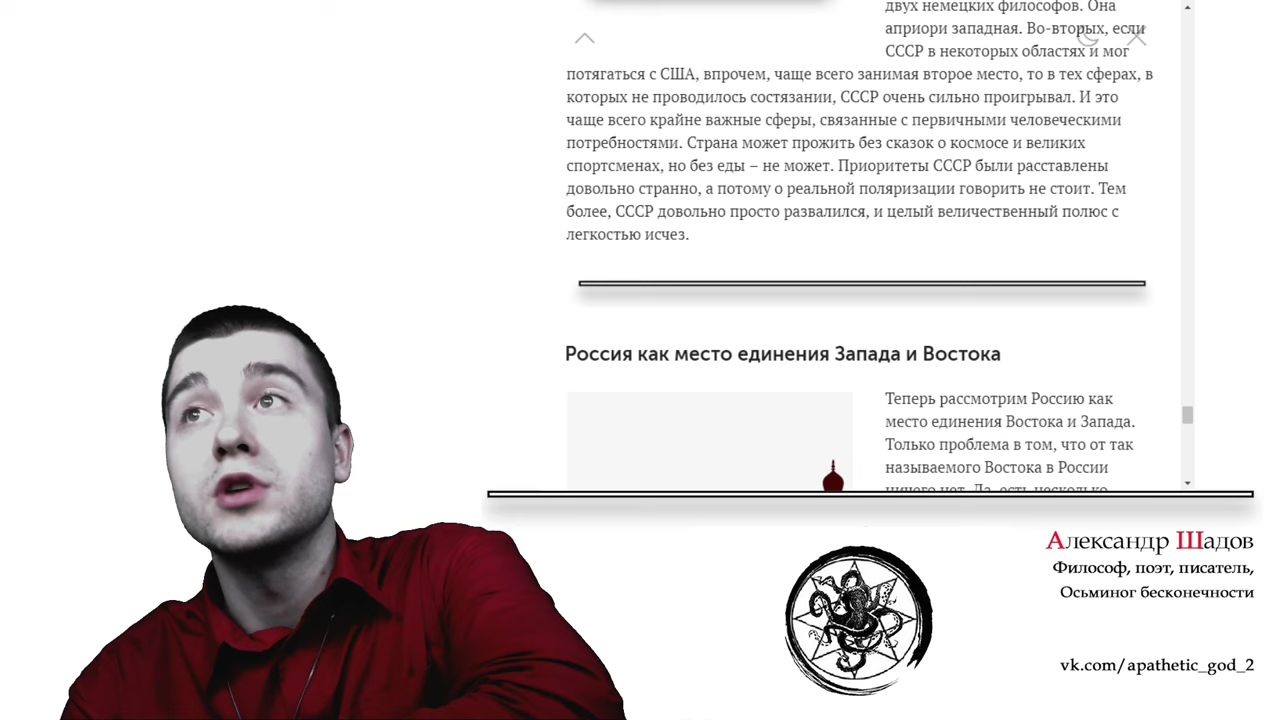 двух немецких философов. Она
априори западная. Во-вторых, если
СССР в некоторых областях и мог
потягаться с США, впрочем, чаще всего занимая второе место, то в тех сферах, в
которых не проводилось состязании, СССР очень сильно проигрывал. И это
чаще всего крайне важные сферы, связанные с первичными человеческими
потребностями. Страна может прожить без сказок о космосе и великих
спортсменах, но без еды – не может. Приоритеты СССР были расставлены
довольно странно, а потому о реальной поляризации говорить не стоит. Тем
более, СССР довольно просто развалился, и целый величественный полюс с
легкостью исчез.
Россия как место единения Запада и Востока
Теперь рассмотрим Россию как
место единения Востока и Запада.
Только проблема в том, что от так
называемого Востока в России
ничего нет. Да, есть несколько
Александр Шадов
Философ, поэт, писатель,
Осьминог бесконечности
vk.com/apathetic_god_2